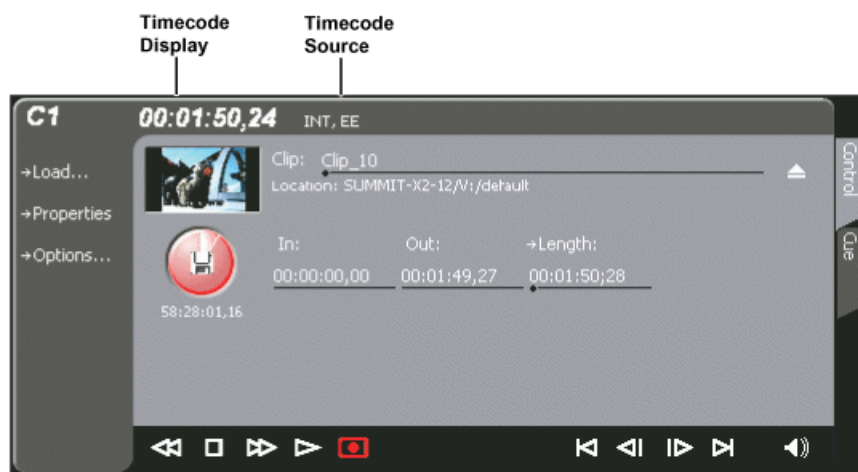 Timecode Display
Timecode Source
C1
00:01:50,24
INT, EE
→Load...
→Properties
→Options...
Clip: Clip_10
Location: SUMMIT-X2-12/V:/default
In:
Out:
→Length:
00:00:00,00
00:01:49,27
00:01:50;28
58:28:01,16
Control
Cue